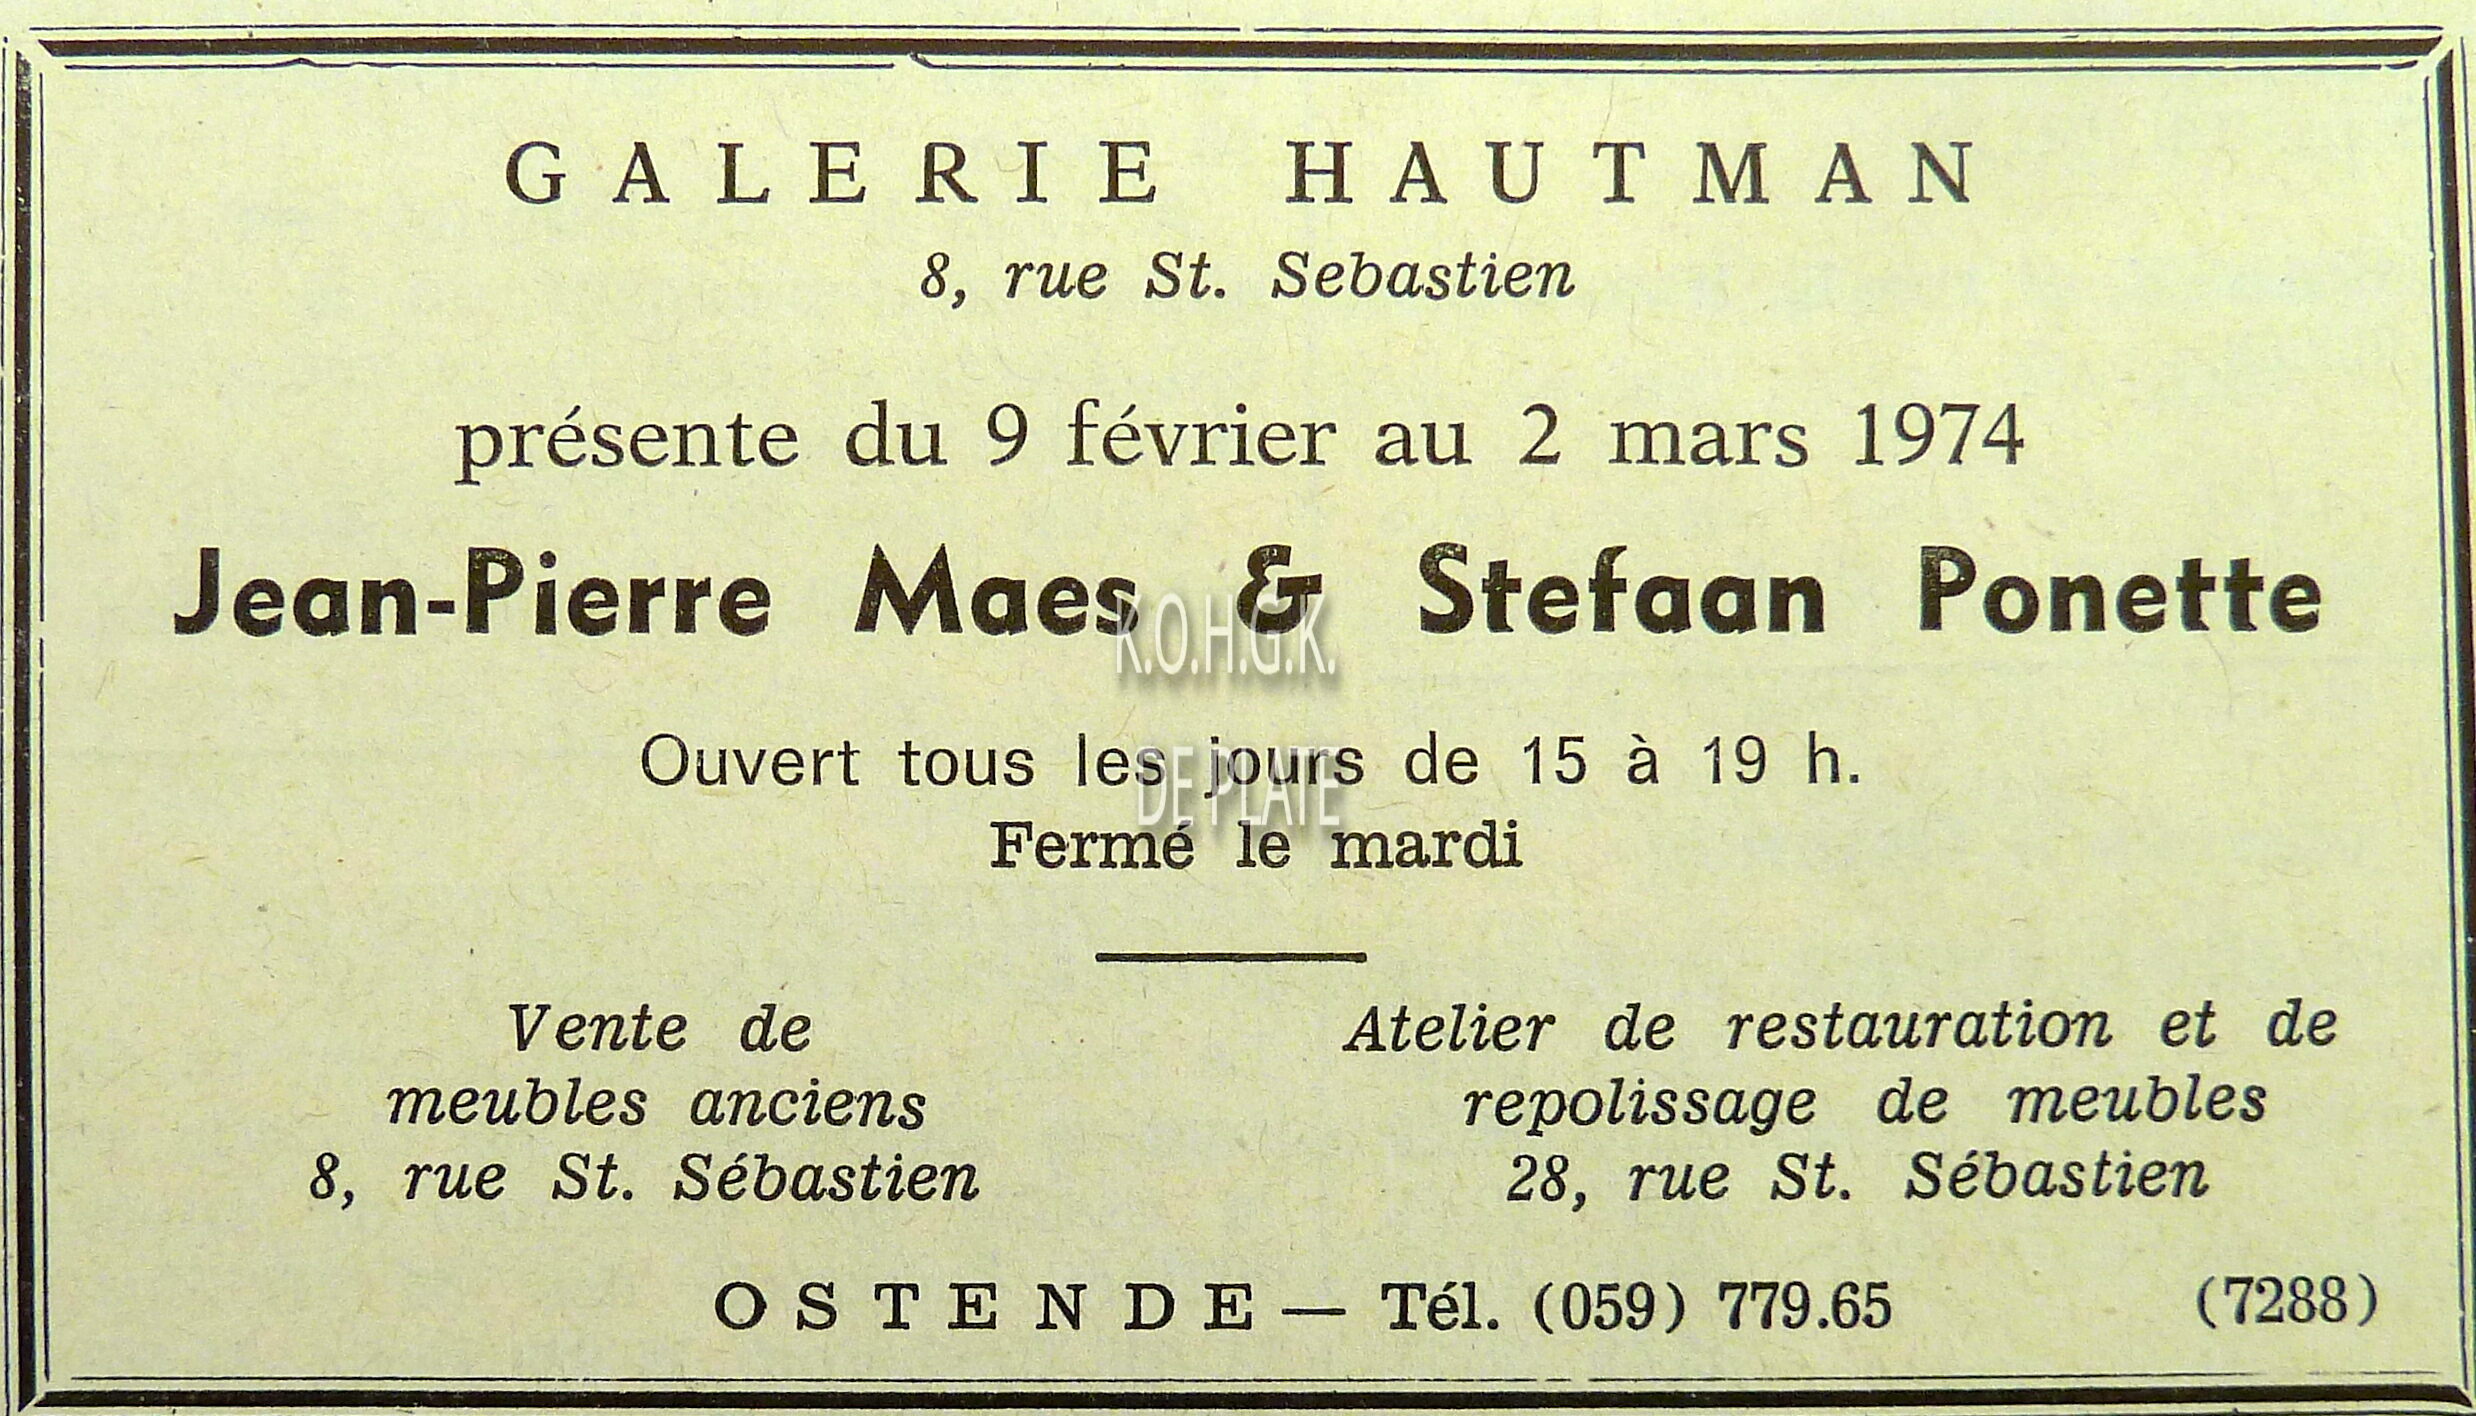 GALERIE HAUTMAN
8, rue St. Sebastien
présente du 9 février au 2 mars 1974
Jean-Pierre Maes & Stefaan Ponette
K.O.H.G.K.
Ouvert tous les jours de 15 à 19 h.
DE PLATE
Fermé le mardi
Vente de
meubles anciens
8, rue St. Sébastien
Atelier de restauration et de
repolissage de meubles
28, rue St. Sébastien
OSTENDE — Tél. (059) 779.65 (7288)